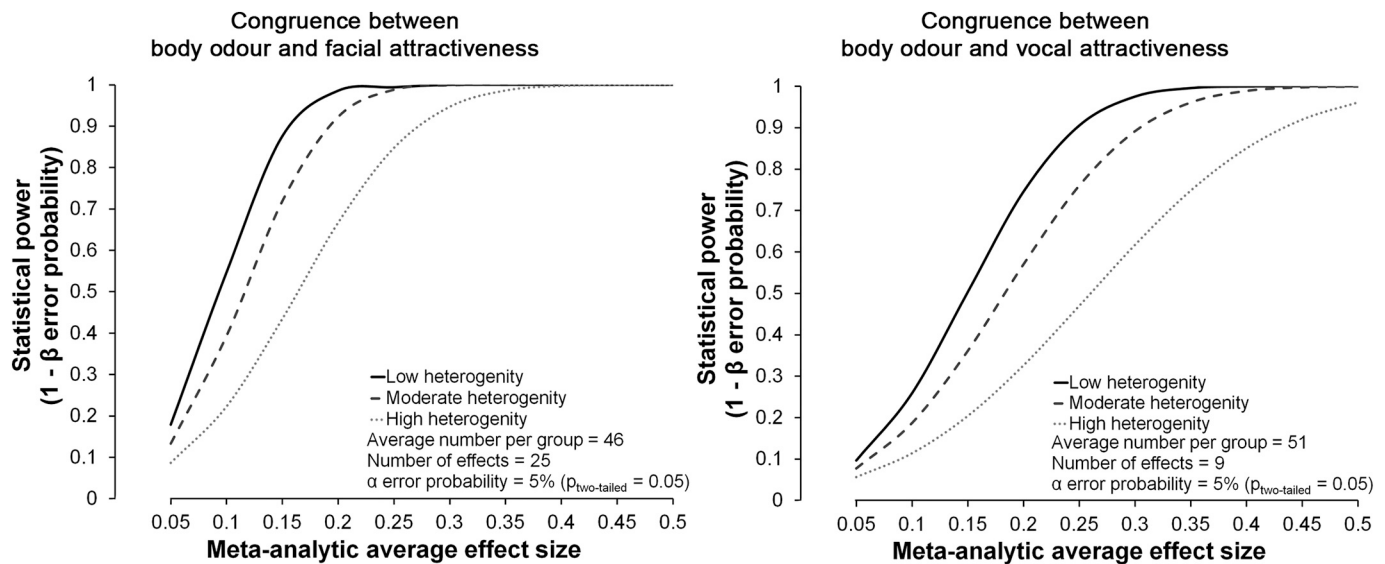 Congruence between
body odour and facial attractiveness
Statistical power
(1 - β error probability)
1
0.9
0.8
0.7
0.6
0.5
0.4
0.3
0.2
0.1
0
Low heterogenity
Moderate heterogenity
High heterogenity
Average number per group = 46
Number of effects = 25
α error probability = 5% (ptwo-tailed = 0.05)
0.05 0.1 0.15 0.2 0.25 0.3 0.35 0.4 0.45 0.5
Meta-analytic average effect size
Congruence between
body odour and vocal attractiveness
Statistical power
(1 - β error probability)
1
0.9
0.8
0.7
0.6
0.5
0.4
0.3
0.2
0.1
0
Low heterogenity
Moderate heterogenity
High heterogenity
Average number per group = 51
Number of effects = 9
α error probability = 5% (ptwo-tailed = 0.05)
0.05 0.1 0.15 0.2 0.25 0.3 0.35 0.4 0.45 0.5
Meta-analytic average effect size